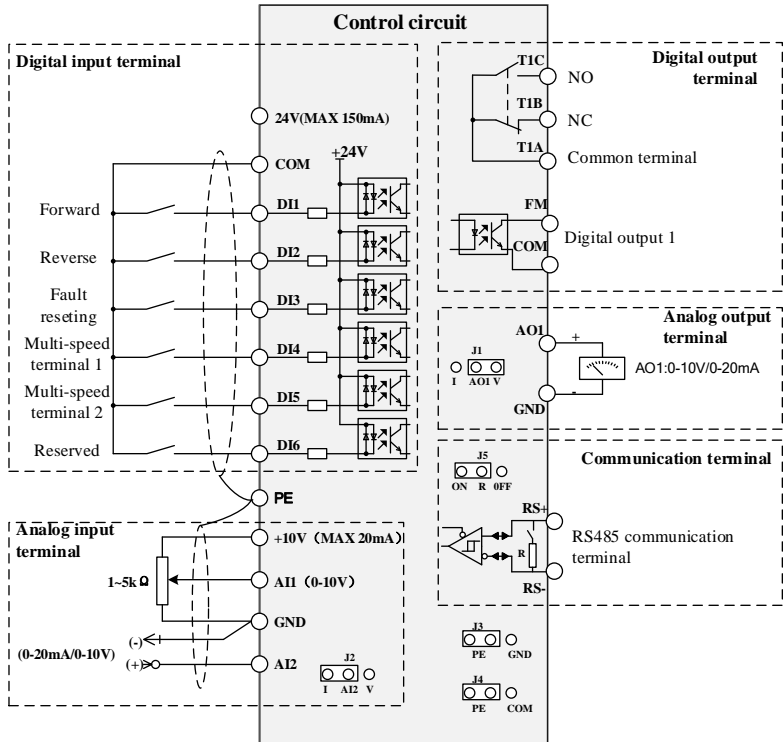 Control circuit
Digital input terminal
24V(MAX 150mA)
COM
+24V
Forward
DI1
Reverse
DI2
Fault
reseting
DI3
Multi-speed
terminal 1
DI4
Multi-speed
terminal 2
DI5
Reserved
DI6
PE
Analog input
terminal
+10V（MAX 20mA）
1~5kΩ
AI1（0-10V）
GND
(-)
(0-20mA/0-10V)
(+)
AI2
J2
I AI2 V
Digital output
terminal
T1C
NO
T1B
NC
T1A
Common terminal
FM
COM
Digital output 1
Analog output
terminal
AO1
J1
I AO1 V
+
AO1:0-10V/0-20mA
-
GND
Communication terminal
J5
ON R 0FF
RS+
R
RS485 communication
terminal
RS-
J3
PE GND
J4
PE COM